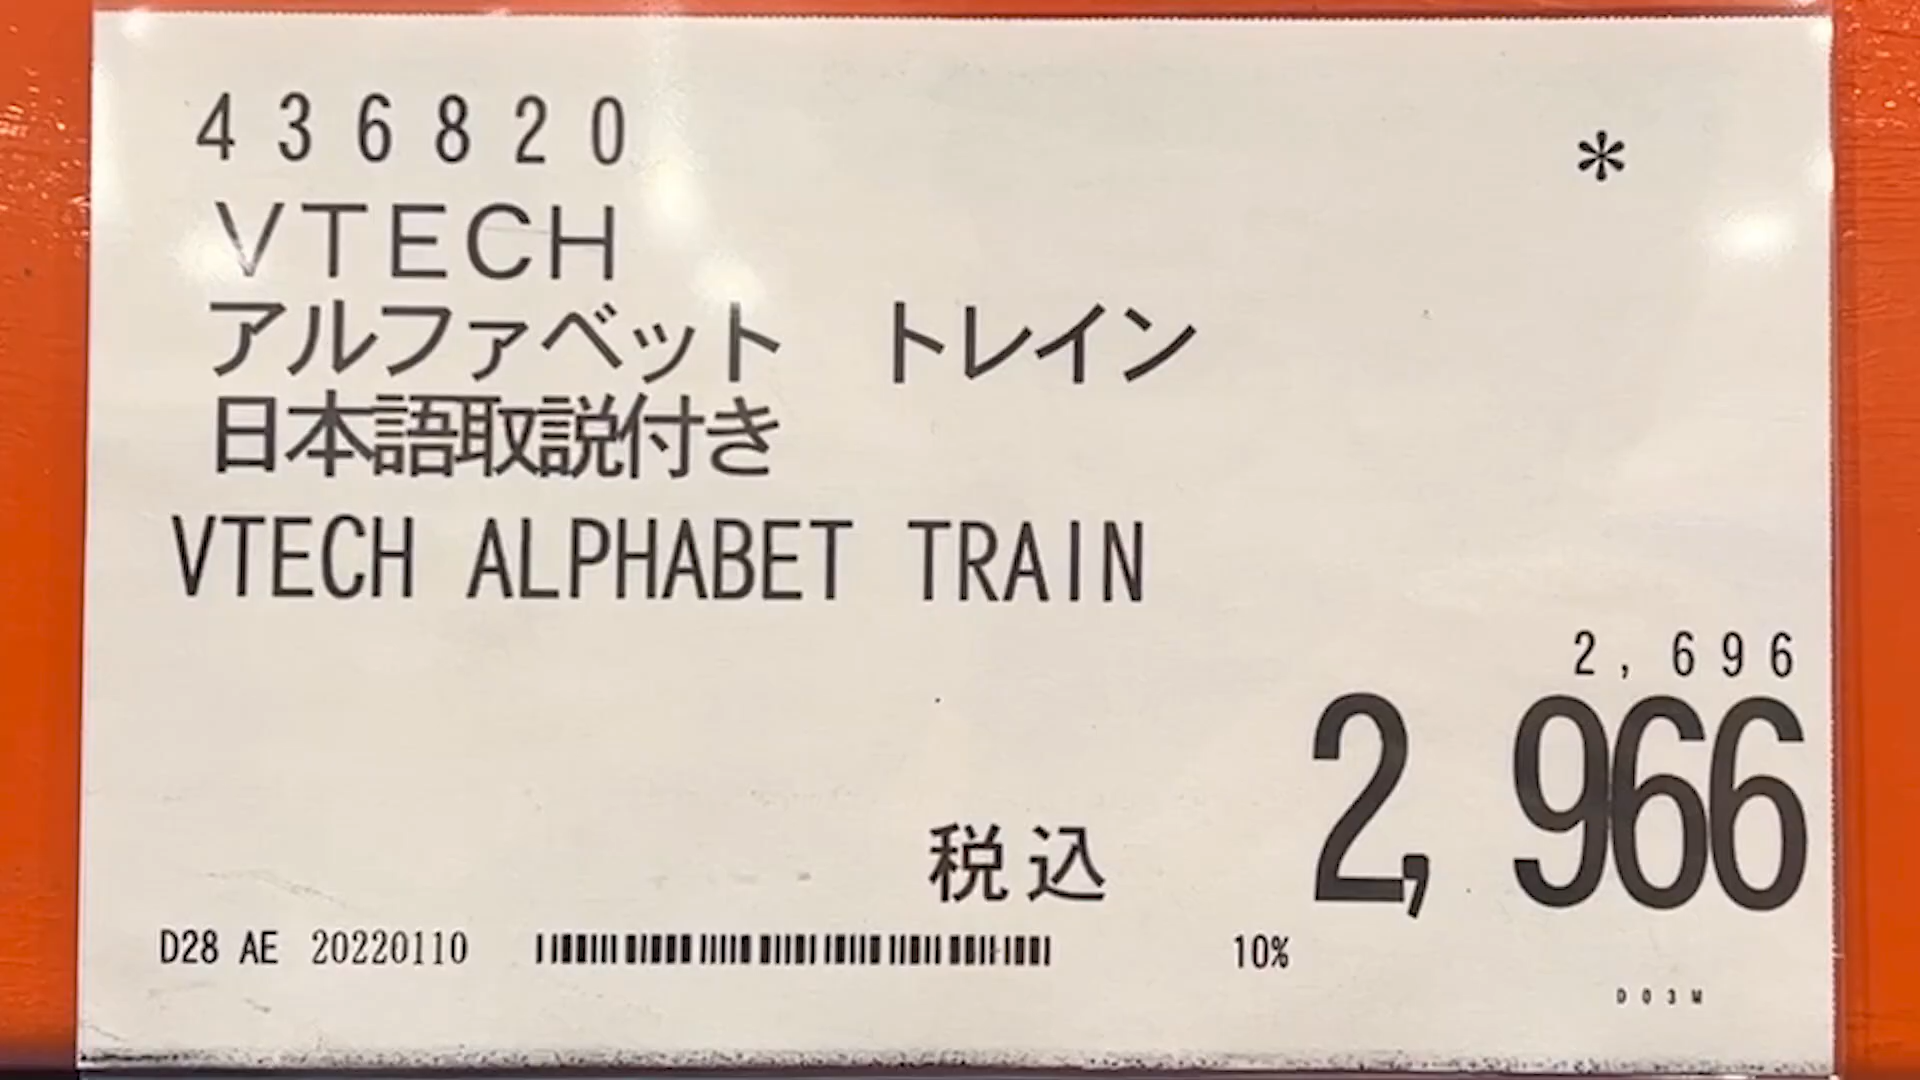 436820
*
VTECH
アルファベット　トレイン
日本語取説付き
VTECH ALPHABET TRAIN
2,696
2,966
税込
D28 AE 20220110
10%
D03M